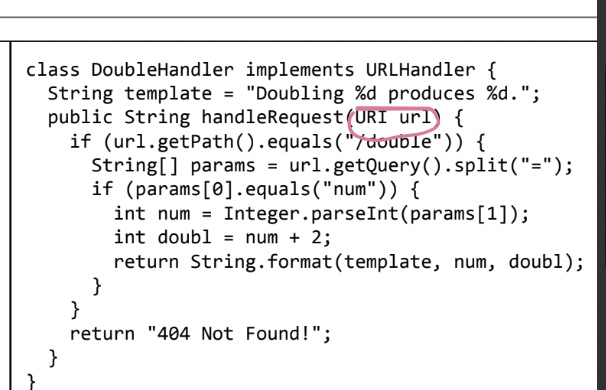 class DoubleHandler implements URLHandler {
  String template = "Doubling %d produces %d.";
  public String handleRequest(URI url) {
    if (url.getPath().equals("/double")) {
      String[] params = url.getQuery().split("=");
      if (params[0].equals("num")) {
        int num = Integer.parseInt(params[1]);
        int doubl = num + 2;
        return String.format(template, num, doubl);
      }
    }
    return "404 Not Found!";
  }
}